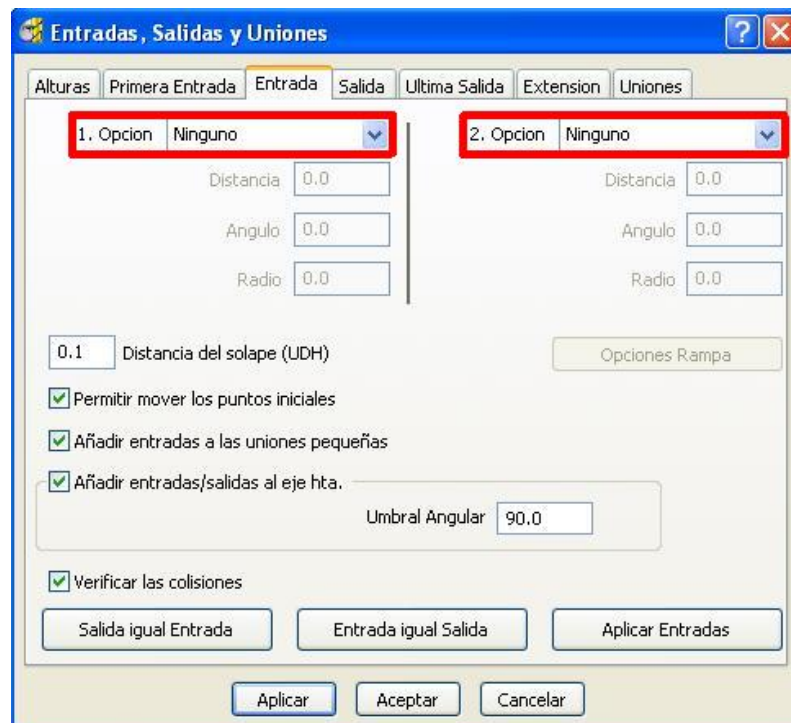 Entradas, Salidas y Uniones
Alturas Primera Entrada Entrada Salida Ultima Salida Extension Uniones
1. Opcion Ninguno 2. Opcion Ninguno
Distancia 0.0 Distancia 0.0
Angulo 0.0 Angulo 0.0
Radio 0.0 Radio 0.0
0.1 Distancia del solape (UDH) Opciones Rampa
Permitir mover los puntos iniciales
Añadir entradas a las uniones pequeñas
Añadir entradas/salidas al eje hta.
Umbral Angular 90.0
Verificar las colisiones
Salida igual Entrada Entrada igual Salida Aplicar Entradas
Aplicar Aceptar Cancelar